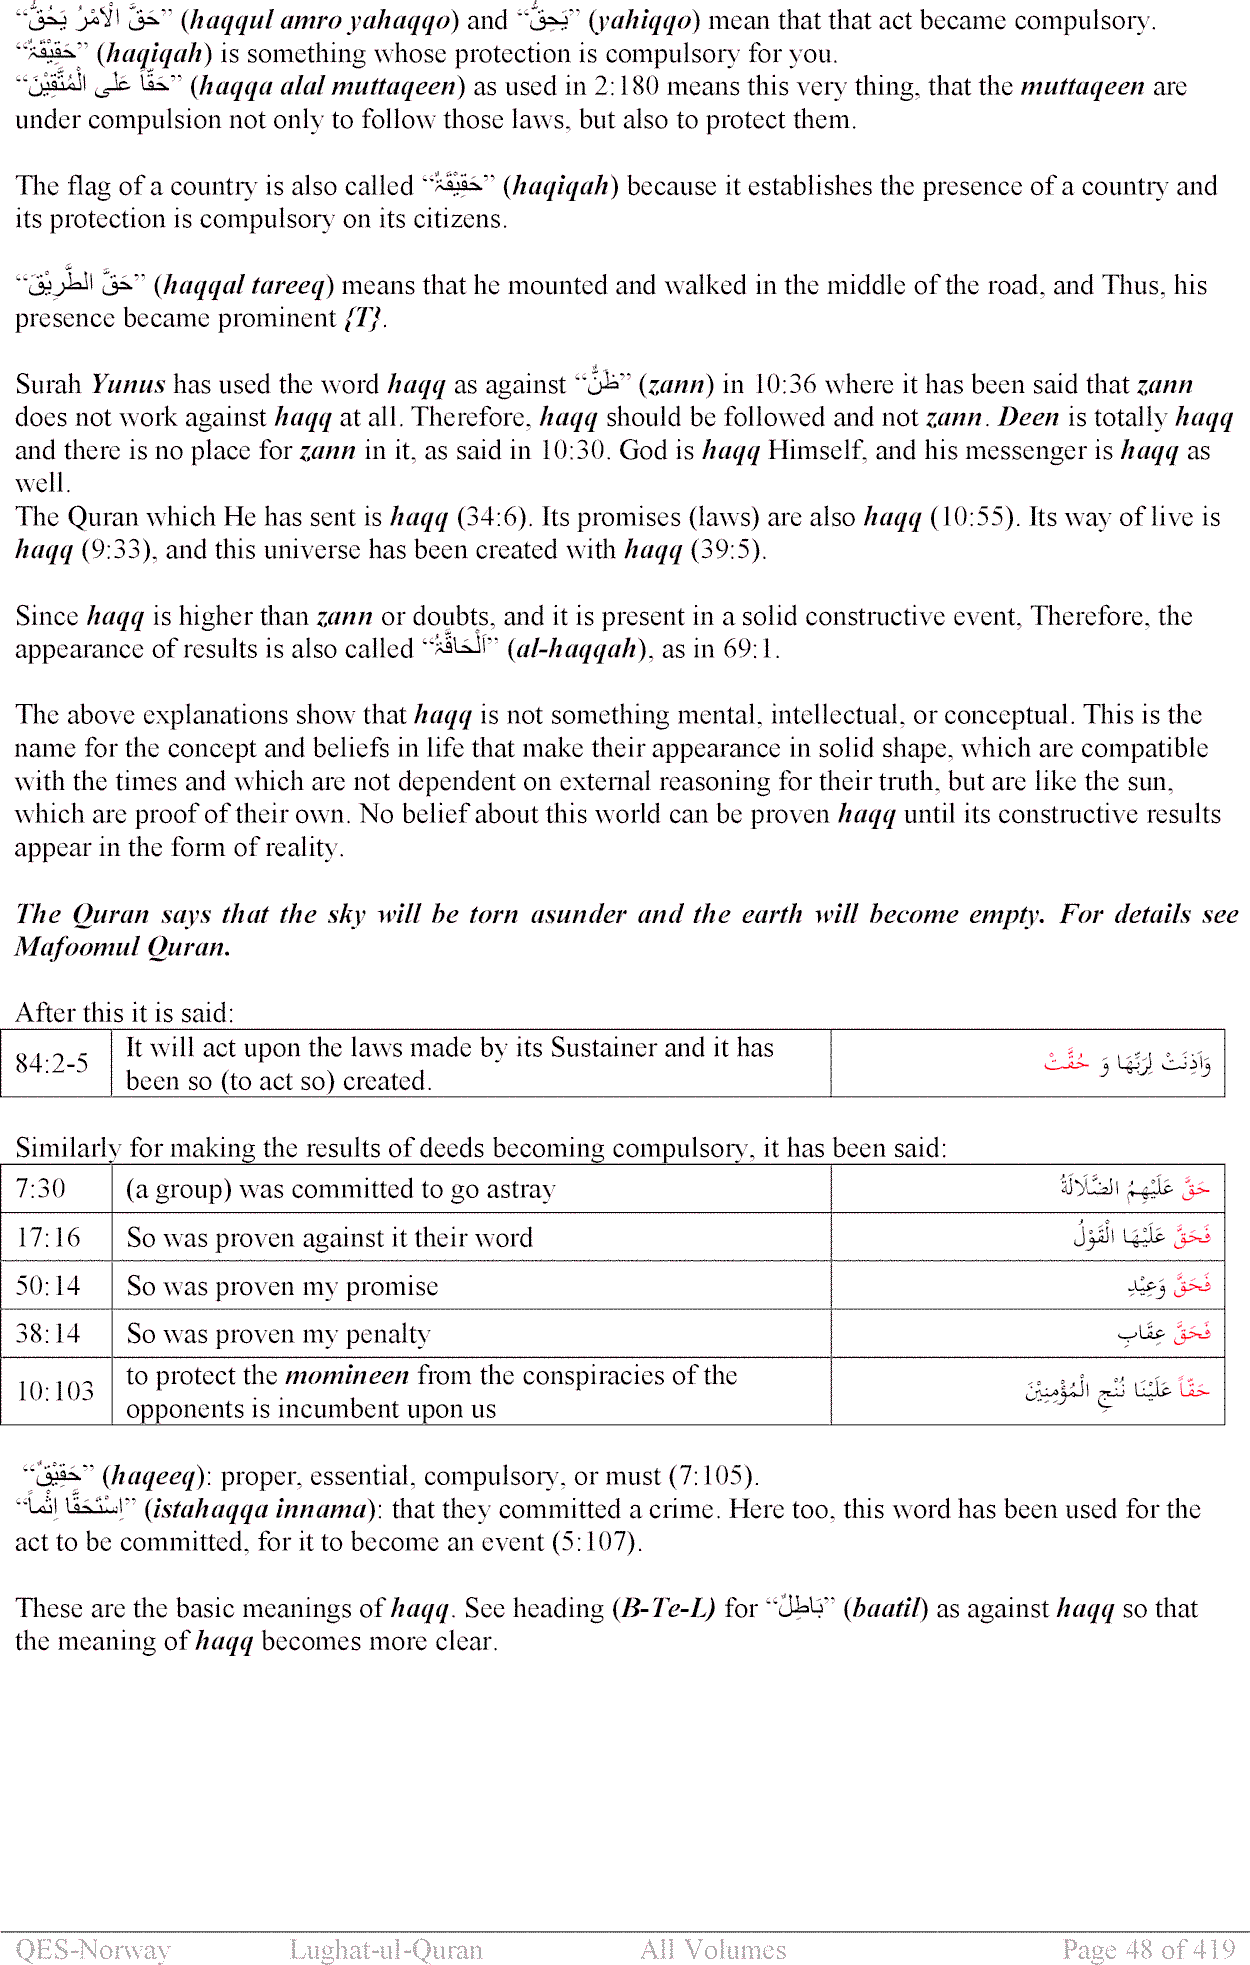 “حَقَّ الْاَمْرُ يَحُقُّ” (haqqul amro yahaqqo) and “يَحِقُّ” (yahiqqo) mean that that act became compulsory.
“حَقِيْقَةٌ” (haqiqah) is something whose protection is compulsory for you.
“حَقّاً عَلَى الْمُتَّقِيْنَ” (haqqa alal muttaqeen) as used in 2:180 means this very thing, that the muttaqeen are
under compulsion not only to follow those laws, but also to protect them.
The flag of a country is also called “حَقِيْقَةٌ” (haqiqah) because it establishes the presence of a country and
its protection is compulsory on its citizens.
“حَقَّ الطَّرِيْقَ” (haqqal tareeq) means that he mounted and walked in the middle of the road, and Thus, his
presence became prominent {T}.
Surah Yunus has used the word haqq as against “ظَنٌّ” (zann) in 10:36 where it has been said that zann
does not work against haqq at all. Therefore, haqq should be followed and not zann. Deen is totally haqq
and there is no place for zann in it, as said in 10:30. God is haqq Himself, and his messenger is haqq as
well.
The Quran which He has sent is haqq (34:6). Its promises (laws) are also haqq (10:55). Its way of live is
haqq (9:33), and this universe has been created with haqq (39:5).
Since haqq is higher than zann or doubts, and it is present in a solid constructive event, Therefore, the
appearance of results is also called “اَلْحَاقَّةُ” (al-haqqah), as in 69:1.
The above explanations show that haqq is not something mental, intellectual, or conceptual. This is the
name for the concept and beliefs in life that make their appearance in solid shape, which are compatible
with the times and which are not dependent on external reasoning for their truth, but are like the sun,
which are proof of their own. No belief about this world can be proven haqq until its constructive results
appear in the form of reality.
The Quran says that the sky will be torn asunder and the earth will become empty. For details see
Mafoomul Quran.
After this it is said:
84:2-5 It will act upon the laws made by its Sustainer and it has وَاَذِنَتْ لِرَبِّهَا وَ حُقَّتْ
been so (to act so) created.
Similarly for making the results of deeds becoming compulsory, it has been said:
7:30 (a group) was committed to go astray حَقَّ عَلَيْهِمُ الضَّلَالَةُ
17:16 So was proven against it their word فَحَقَّ عَلَيْهَا الْقَوْلُ
50:14 So was proven my promise فَحَقَّ وَعِيْدِ
38:14 So was proven my penalty فَحَقَّ عِقَابِ
10:103 to protect the momineen from the conspiracies of the حَقّاً عَلَيْنَا نُنْجِ الْمُؤْمِنِيْنَ
opponents is incumbent upon us
“حَقِيْقٌ” (haqeeq): proper, essential, compulsory, or must (7:105).
“اِسْتَحَقَّا اِثْماً” (istahaqqa innama): that they committed a crime. Here too, this word has been used for the
act to be committed, for it to become an event (5:107).
These are the basic meanings of haqq. See heading (B-Te-L) for “بَاطِلٌ” (baatil) as against haqq so that
the meaning of haqq becomes more clear.
QES-Norway Lughat-ul-Quran All Volumes Page 48 of 419